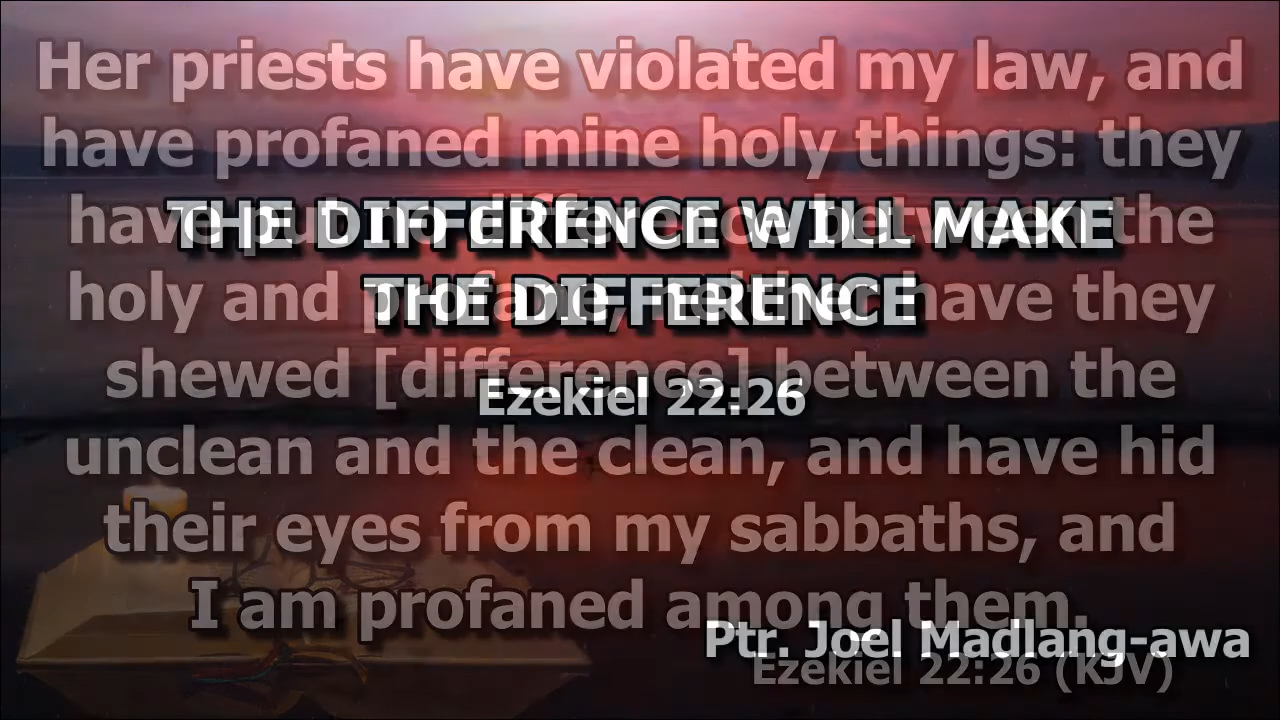 Her priests have violated my law, and
have profaned mine holy things: they
have put no difference between the
holy and profane, neither have they
shewed [difference] between the
unclean and the clean, and have hid
their eyes from my sabbaths, and
I am profaned among them.
Ezekiel 22:26 (KJV)
THE DIFFERENCE WILL MAKE
THE DIFFERENCE
Ezekiel 22:26
Ptr. Joel Madlang-awa